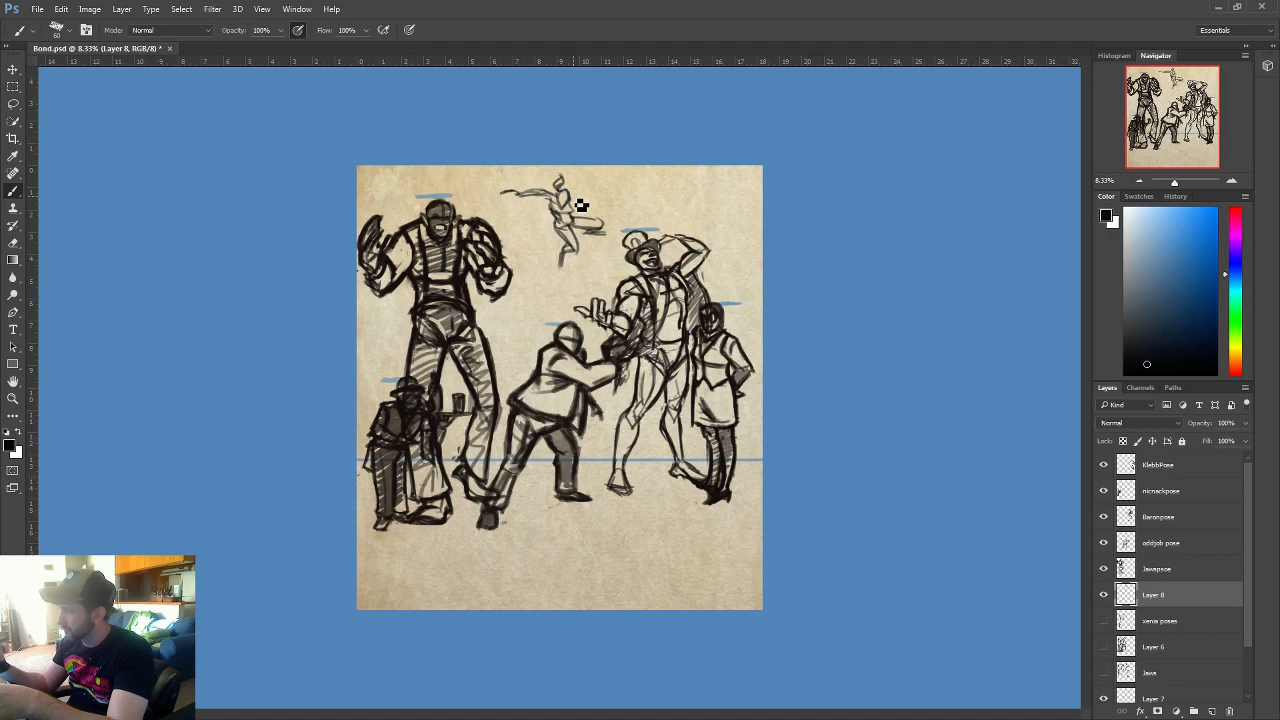 Ps File Edit Image Layer Type Select Filter 3D View Window Help
60 Mode: Normal Opacity: 100% Flow: 100% Essentials
Bond.psd @ 8.33% (Layer 8, RGB/8) * ×
Histogram Navigator
8.33%
Color Swatches History
Layers Channels Paths
Kind
Normal Opacity: 100%
Lock: Fill: 100%
KlebbPose
nicnackpose
Baronpose
oddjob pose
Jawspsoe
Layer 8
xenia poses
Layer 6
Jaws
Layer 7